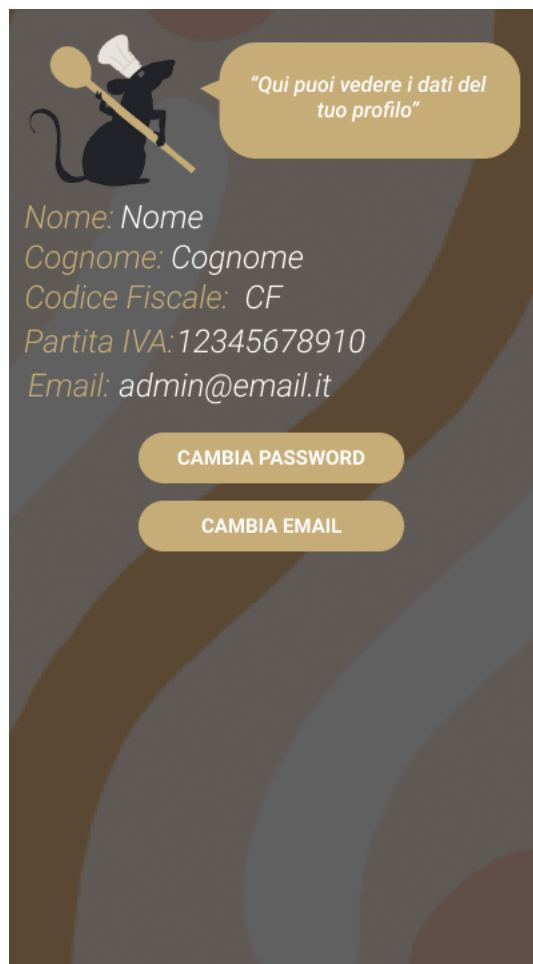 “Qui puoi vedere i dati del
tuo profilo”
Nome: Nome
Cognome: Cognome
Codice Fiscale: CF
Partita IVA: 12345678910
Email: admin@email.it
CAMBIA PASSWORD
CAMBIA EMAIL